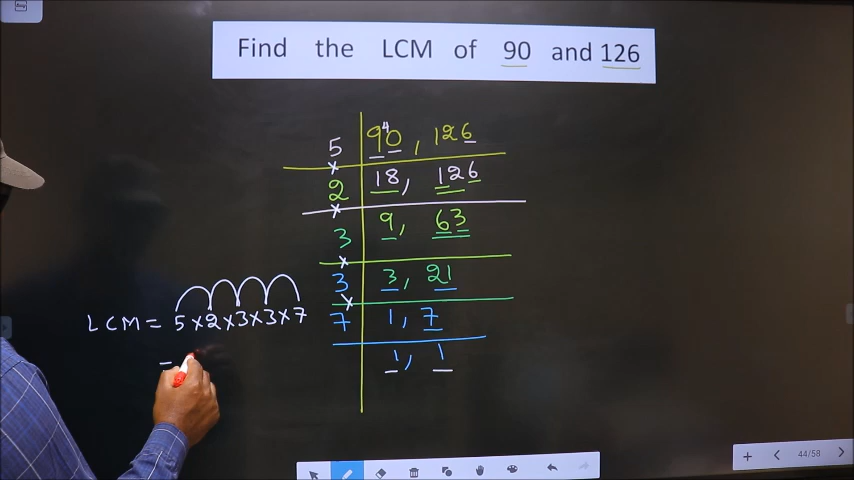 Find the LCM of 90 and 126
5 | 9⁴0, 126
2 | 18, 126
3 | 9, 63
3 | 3, 21
7 | 1, 7
1, 1
LCM = 5×2×3×3×7
=
44/58